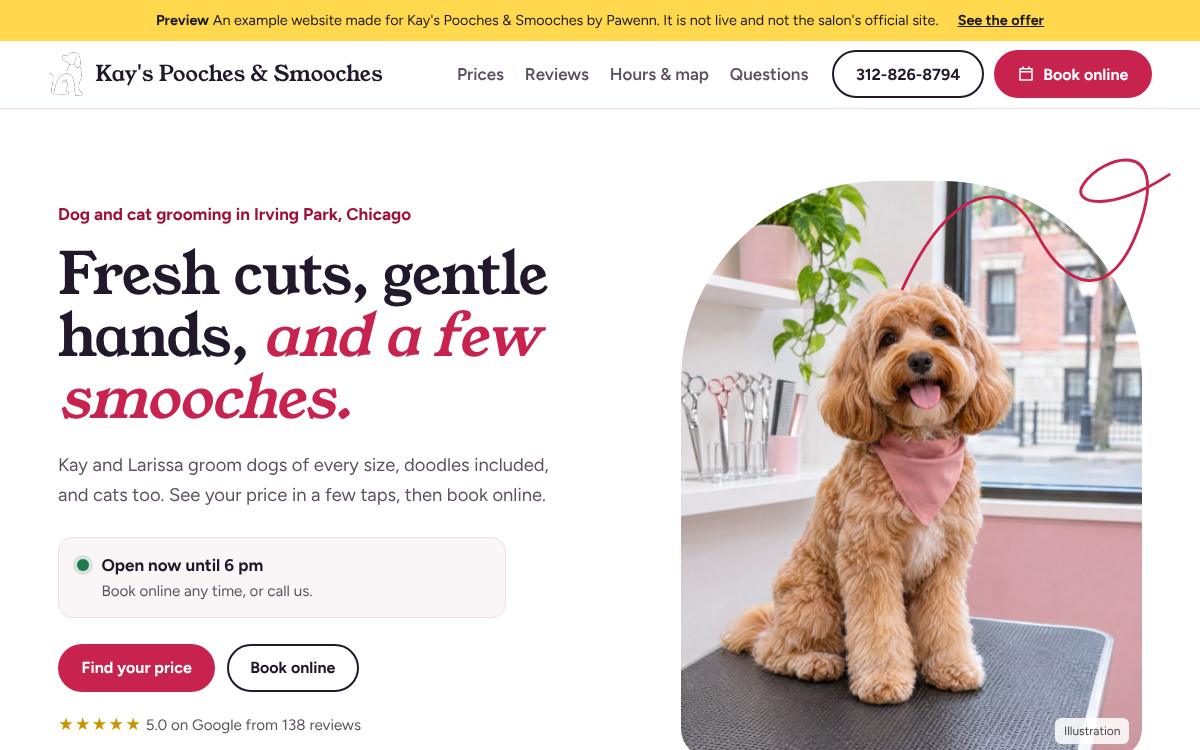 Preview An example website made for Kay's Pooches & Smooches by Pawenn. It is not live and not the salon's official site. See the offer
Kay's Pooches & Smooches
Prices Reviews Hours & map Questions
312-826-8794
Book online
Dog and cat grooming in Irving Park, Chicago
Fresh cuts, gentle
hands, and a few
smooches.
Kay and Larissa groom dogs of every size, doodles included,
and cats too. See your price in a few taps, then book online.
Open now until 6 pm
Book online any time, or call us.
Find your price
Book online
★★★★★ 5.0 on Google from 138 reviews
Illustration